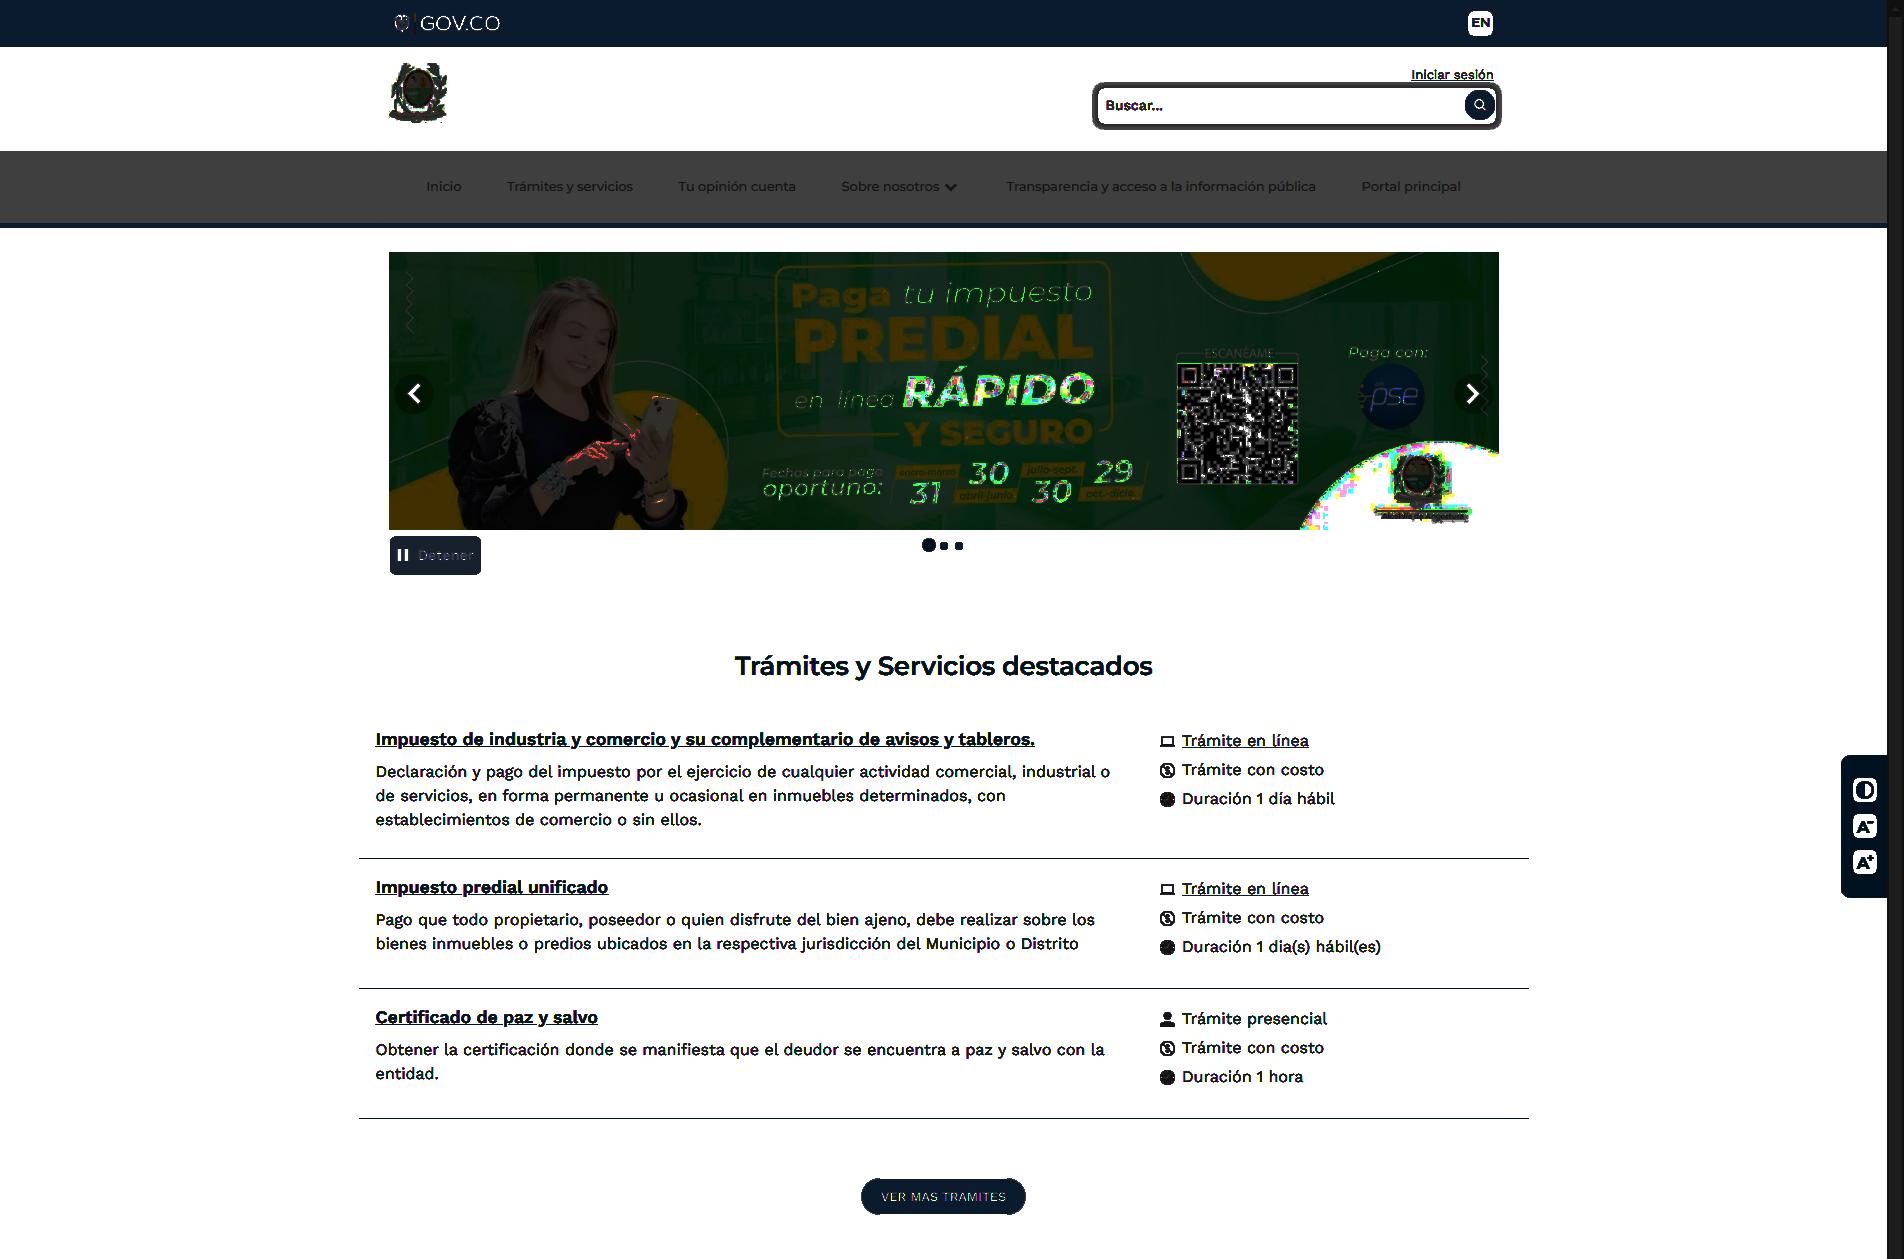 GOV.CO
EN
Iniciar sesión
Buscar...
Inicio
Trámites y servicios
Tu opinión cuenta
Sobre nosotros
Transparencia y acceso a la información pública
Portal principal
Paga tu impuesto
PREDIAL
en línea RÁPIDO
Y SEGURO
Fechas para pago
oportuno:
enero-marzo
31
30
abril-junio
julio-sept.
30
29
oct.-dicie.
ESCANÉAME
Paga con:
pse
Detener
Trámites y Servicios destacados
Impuesto de industria y comercio y su complementario de avisos y tableros.
Declaración y pago del impuesto por el ejercicio de cualquier actividad comercial, industrial o
de servicios, en forma permanente u ocasional en inmuebles determinados, con
establecimientos de comercio o sin ellos.
Trámite en línea
Trámite con costo
Duración 1 día hábil
Impuesto predial unificado
Pago que todo propietario, poseedor o quien disfrute del bien ajeno, debe realizar sobre los
bienes inmuebles o predios ubicados en la respectiva jurisdicción del Municipio o Distrito
Trámite en línea
Trámite con costo
Duración 1 dia(s) hábil(es)
Certificado de paz y salvo
Obtener la certificación donde se manifiesta que el deudor se encuentra a paz y salvo con la
entidad.
Trámite presencial
Trámite con costo
Duración 1 hora
VER MAS TRAMITES
A-
A+